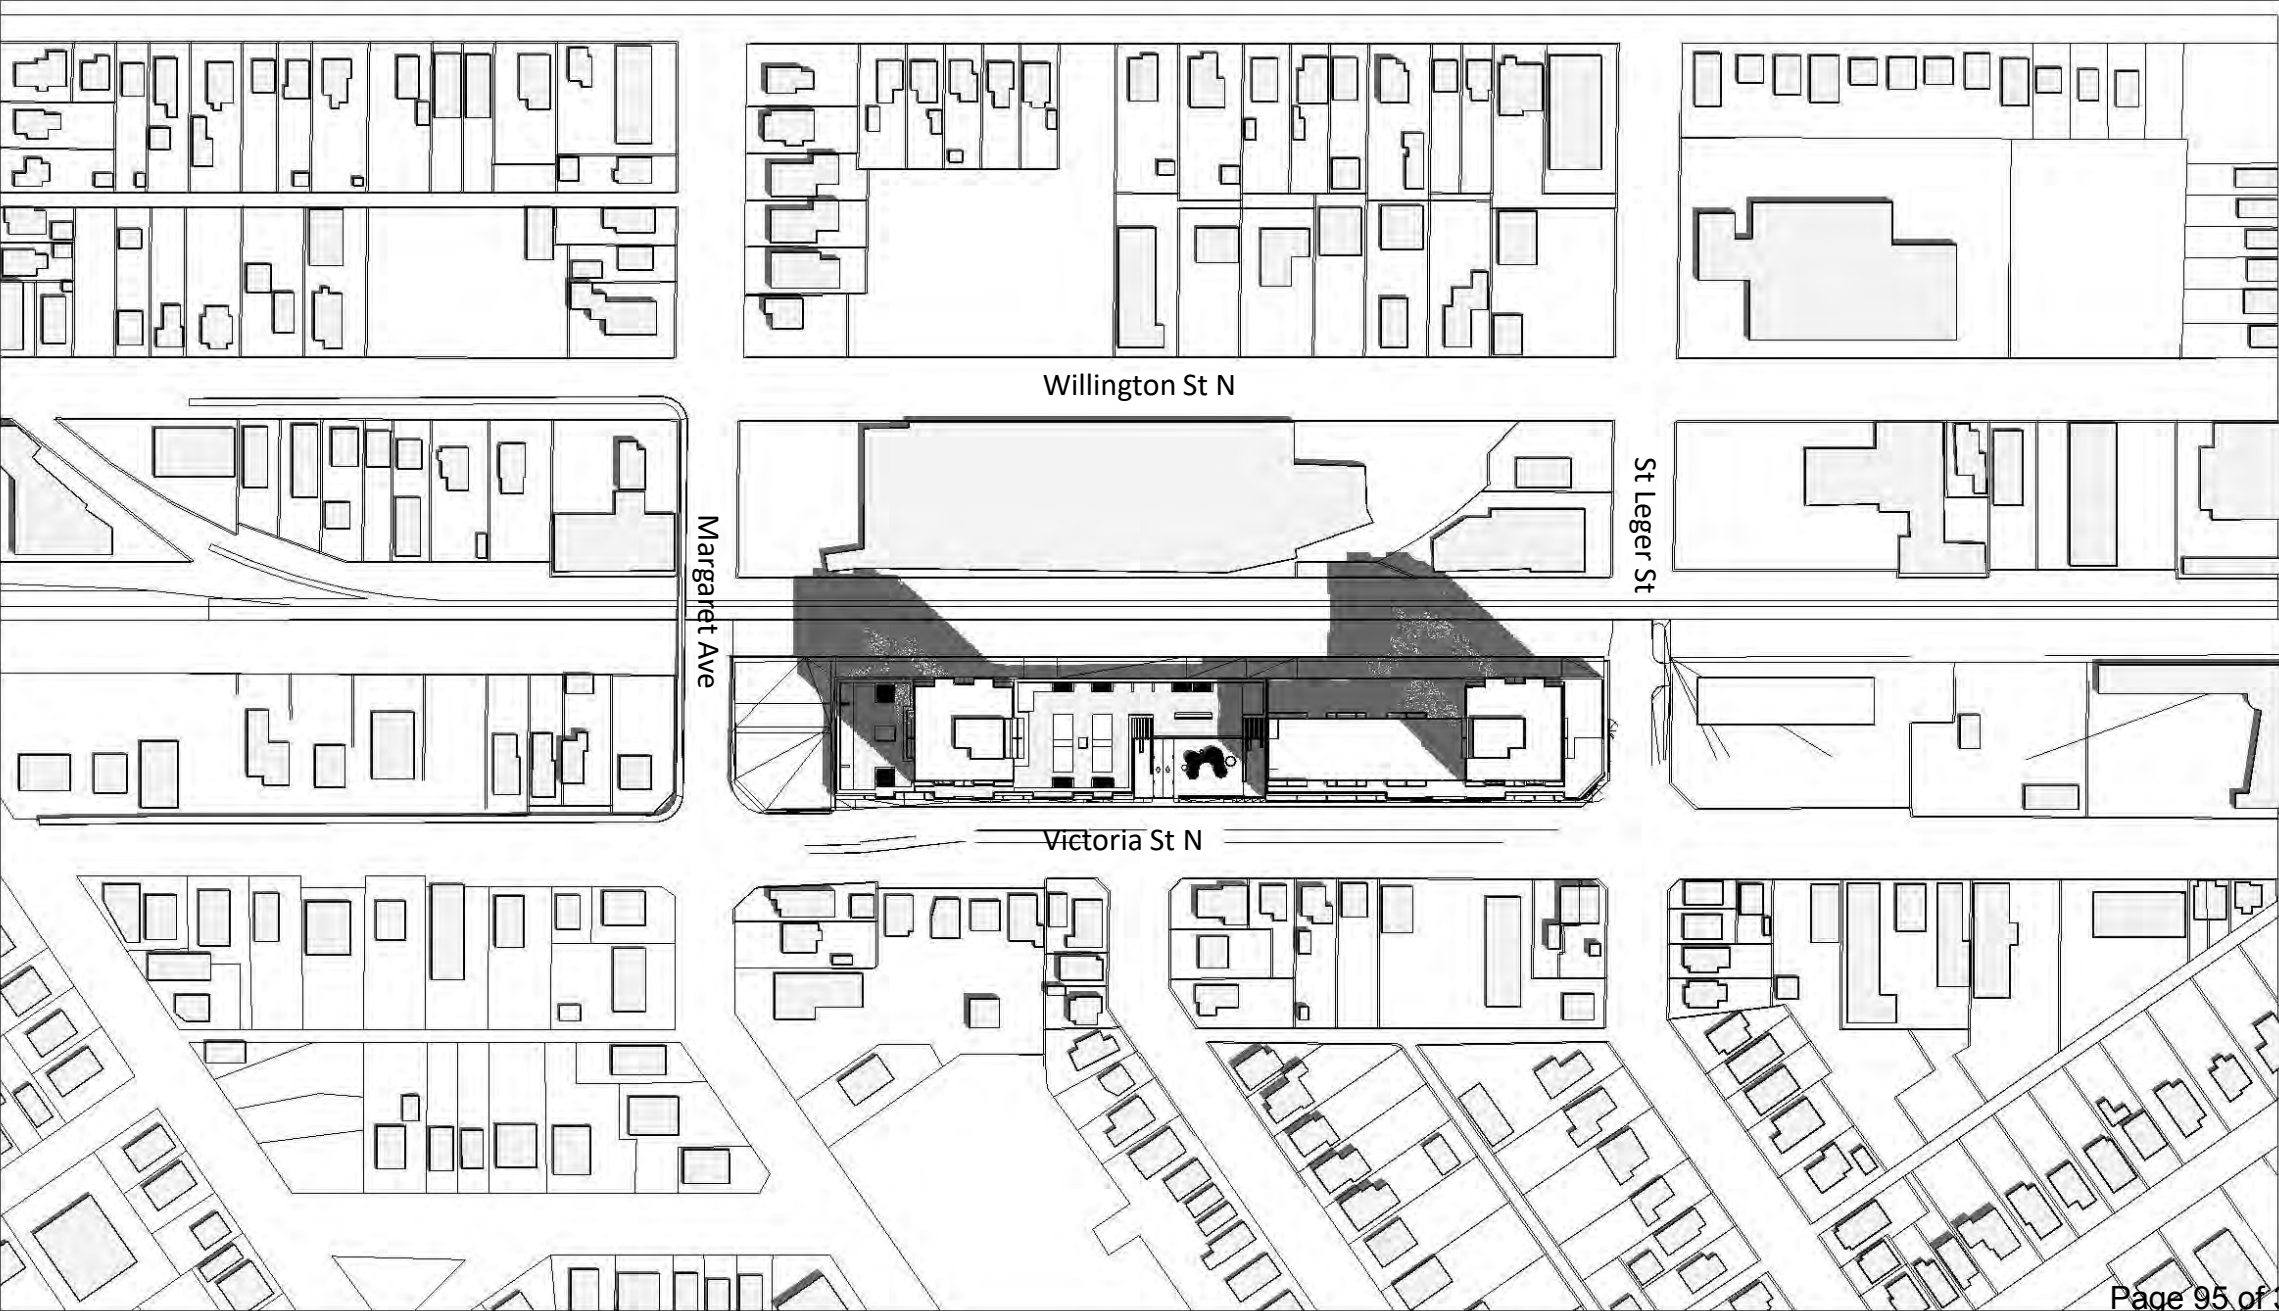 Willington St N
St Leger St
Margaret Ave
Victoria St N
Page 95 of